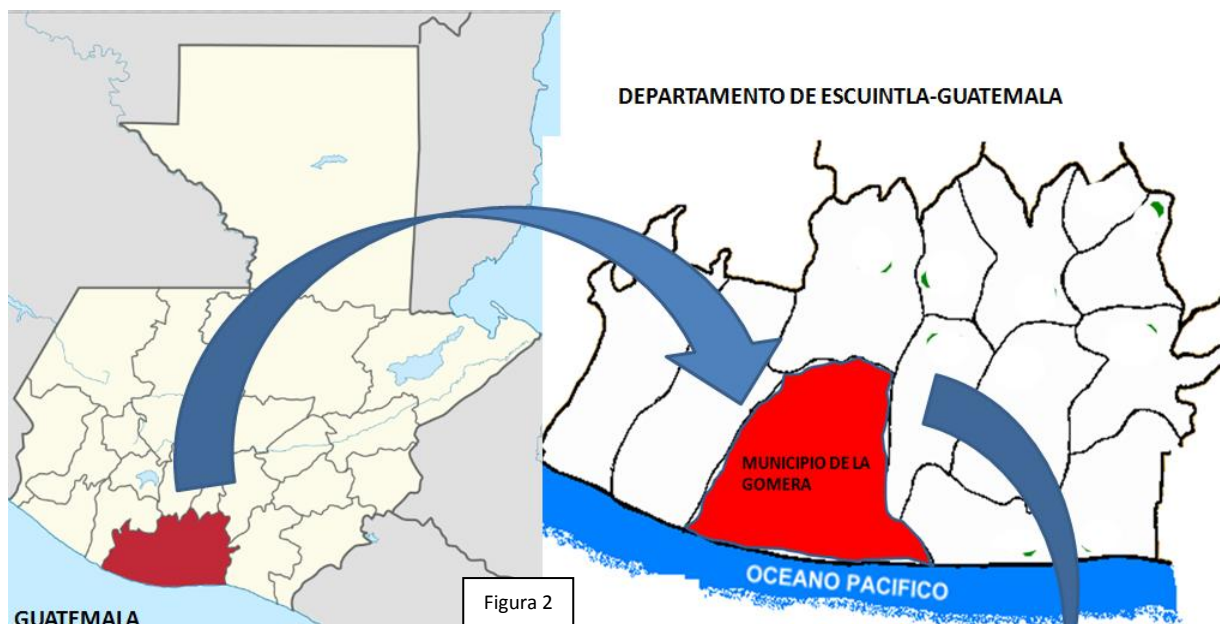 DEPARTAMENTO DE ESCUINTLA-GUATEMALA
MUNICIPIO DE LA
GOMERA
OCEANO PACIFICO
Figura 2
GUATEMALA